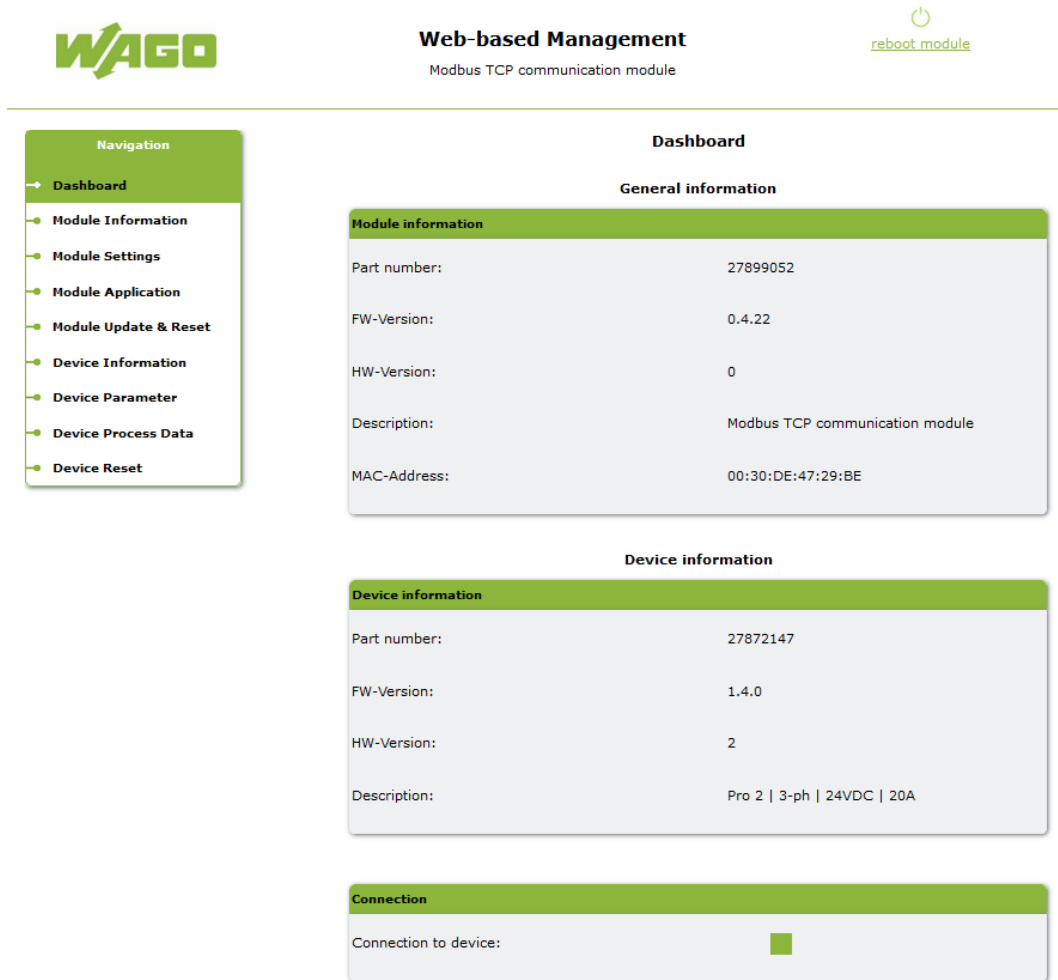 WAGO
Web-based Management
Modbus TCP communication module
reboot module
Navigation
Dashboard
Module Information
Module Settings
Module Application
Module Update & Reset
Device Information
Device Parameter
Device Process Data
Device Reset
Dashboard
General information
Module information
Part number: 27899052
FW-Version: 0.4.22
HW-Version: 0
Description: Modbus TCP communication module
MAC-Address: 00:30:DE:47:29:BE
Device information
Device information
Part number: 27872147
FW-Version: 1.4.0
HW-Version: 2
Description: Pro 2 | 3-ph | 24VDC | 20A
Connection
Connection to device: